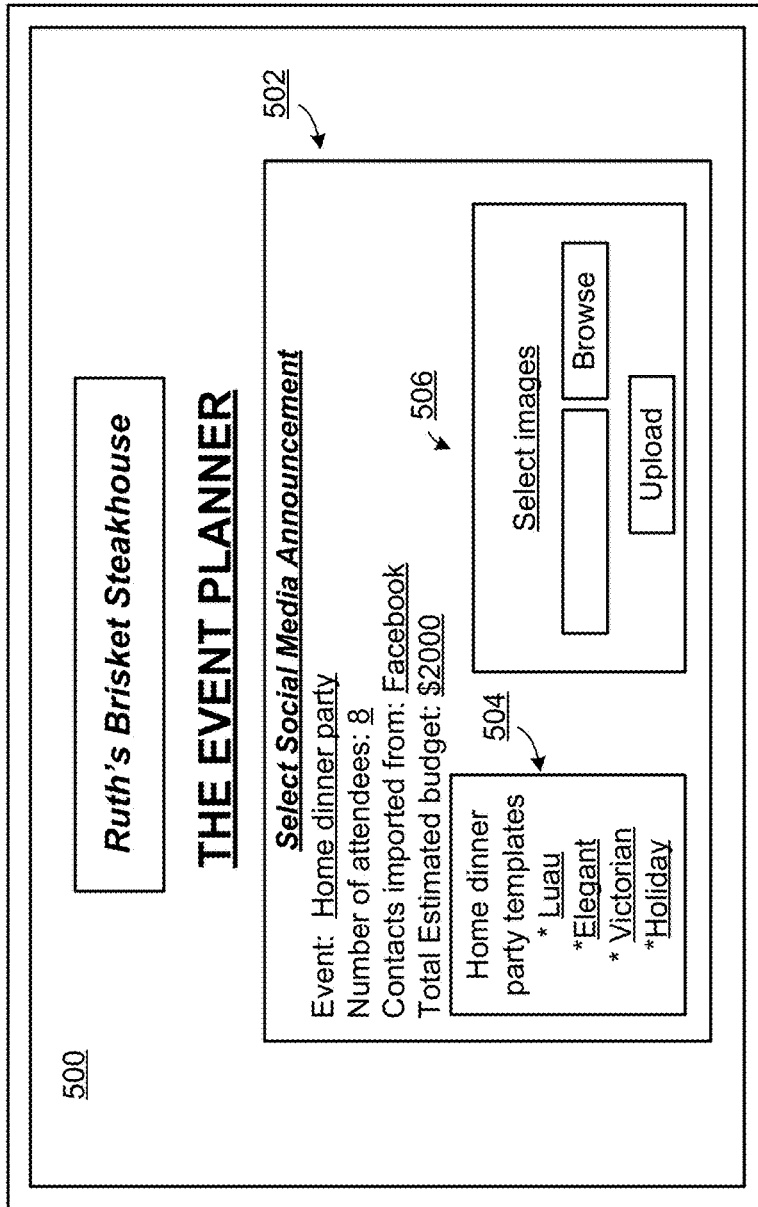 500
Ruth's Brisket Steakhouse
THE EVENT PLANNER
502
Select Social Media Announcement
Event: Home dinner party
Number of attendees: 8
Contacts imported from: Facebook
Total Estimated budget: $2000
504
Home dinner
party templates
* Luau
*Elegant
* Victorian
*Holiday
506
Select images
Browse
Upload